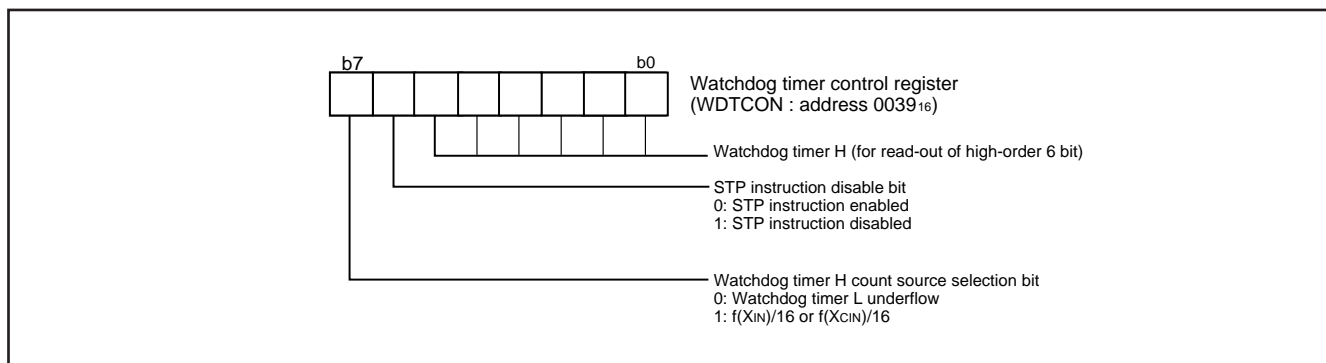 b7 b0
Watchdog timer control register
(WDTCON : address 003916)
Watchdog timer H (for read-out of high-order 6 bit)
STP instruction disable bit
0: STP instruction enabled
1: STP instruction disabled
Watchdog timer H count source selection bit
0: Watchdog timer L underflow
1: f(XIN)/16 or f(XCIN)/16